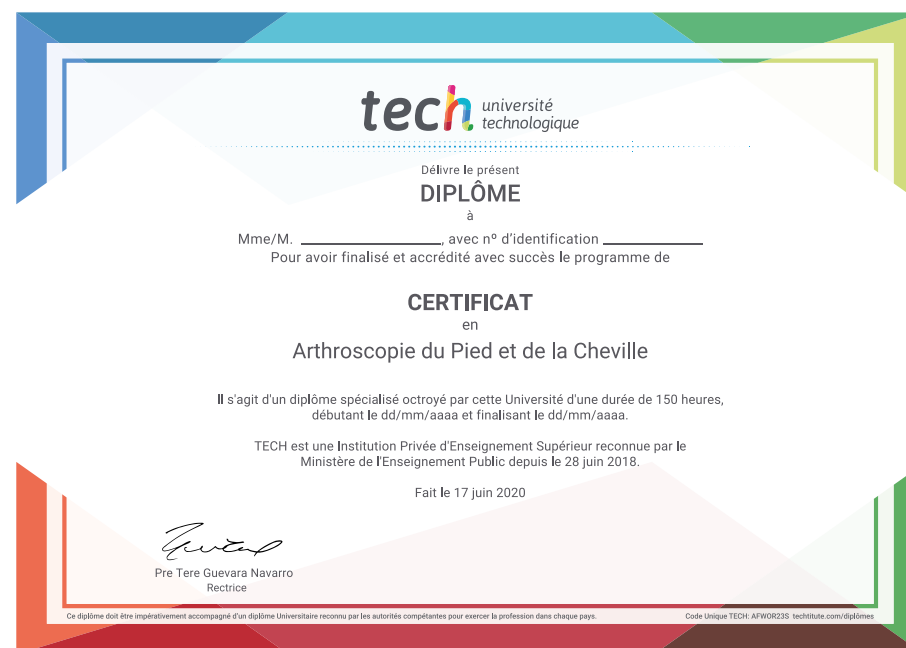 tech université
technologique
Délivre le présent
DIPLÔME
à
Mme/M. ____________________, avec nº d'identification ______________
Pour avoir finalisé et accrédité avec succès le programme de
CERTIFICAT
en
Arthroscopie du Pied et de la Cheville
Il s'agit d'un diplôme spécialisé octroyé par cette Université d'une durée de 150 heures,
débutant le dd/mm/aaaa et finalisant le dd/mm/aaaa.
TECH est une Institution Privée d'Enseignement Supérieur reconnue par le
Ministère de l'Enseignement Public depuis le 28 juin 2018.
Fait le 17 juin 2020
Pre Tere Guevara Navarro
Rectrice
Ce diplôme doit être impérativement accompagné d'un diplôme Universitaire reconnu par les autorités compétentes pour exercer la profession dans chaque pays.
Code Unique TECH: AFWOR23S techtitute.com/diplômes